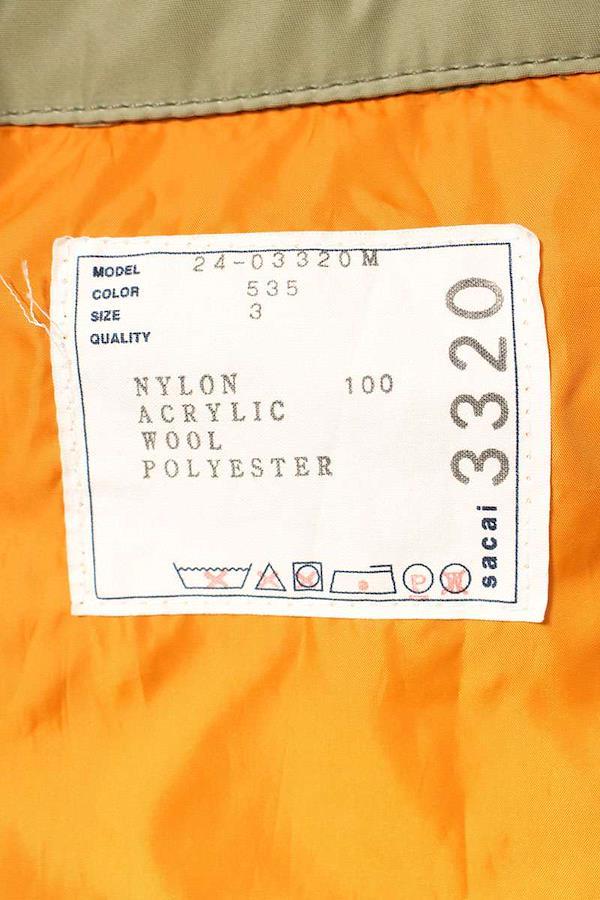 MODEL 24-03320M
COLOR 535
SIZE 3
QUALITY
NYLON 100
ACRYLIC
WOOL
POLYESTER
P W
sacai 3320